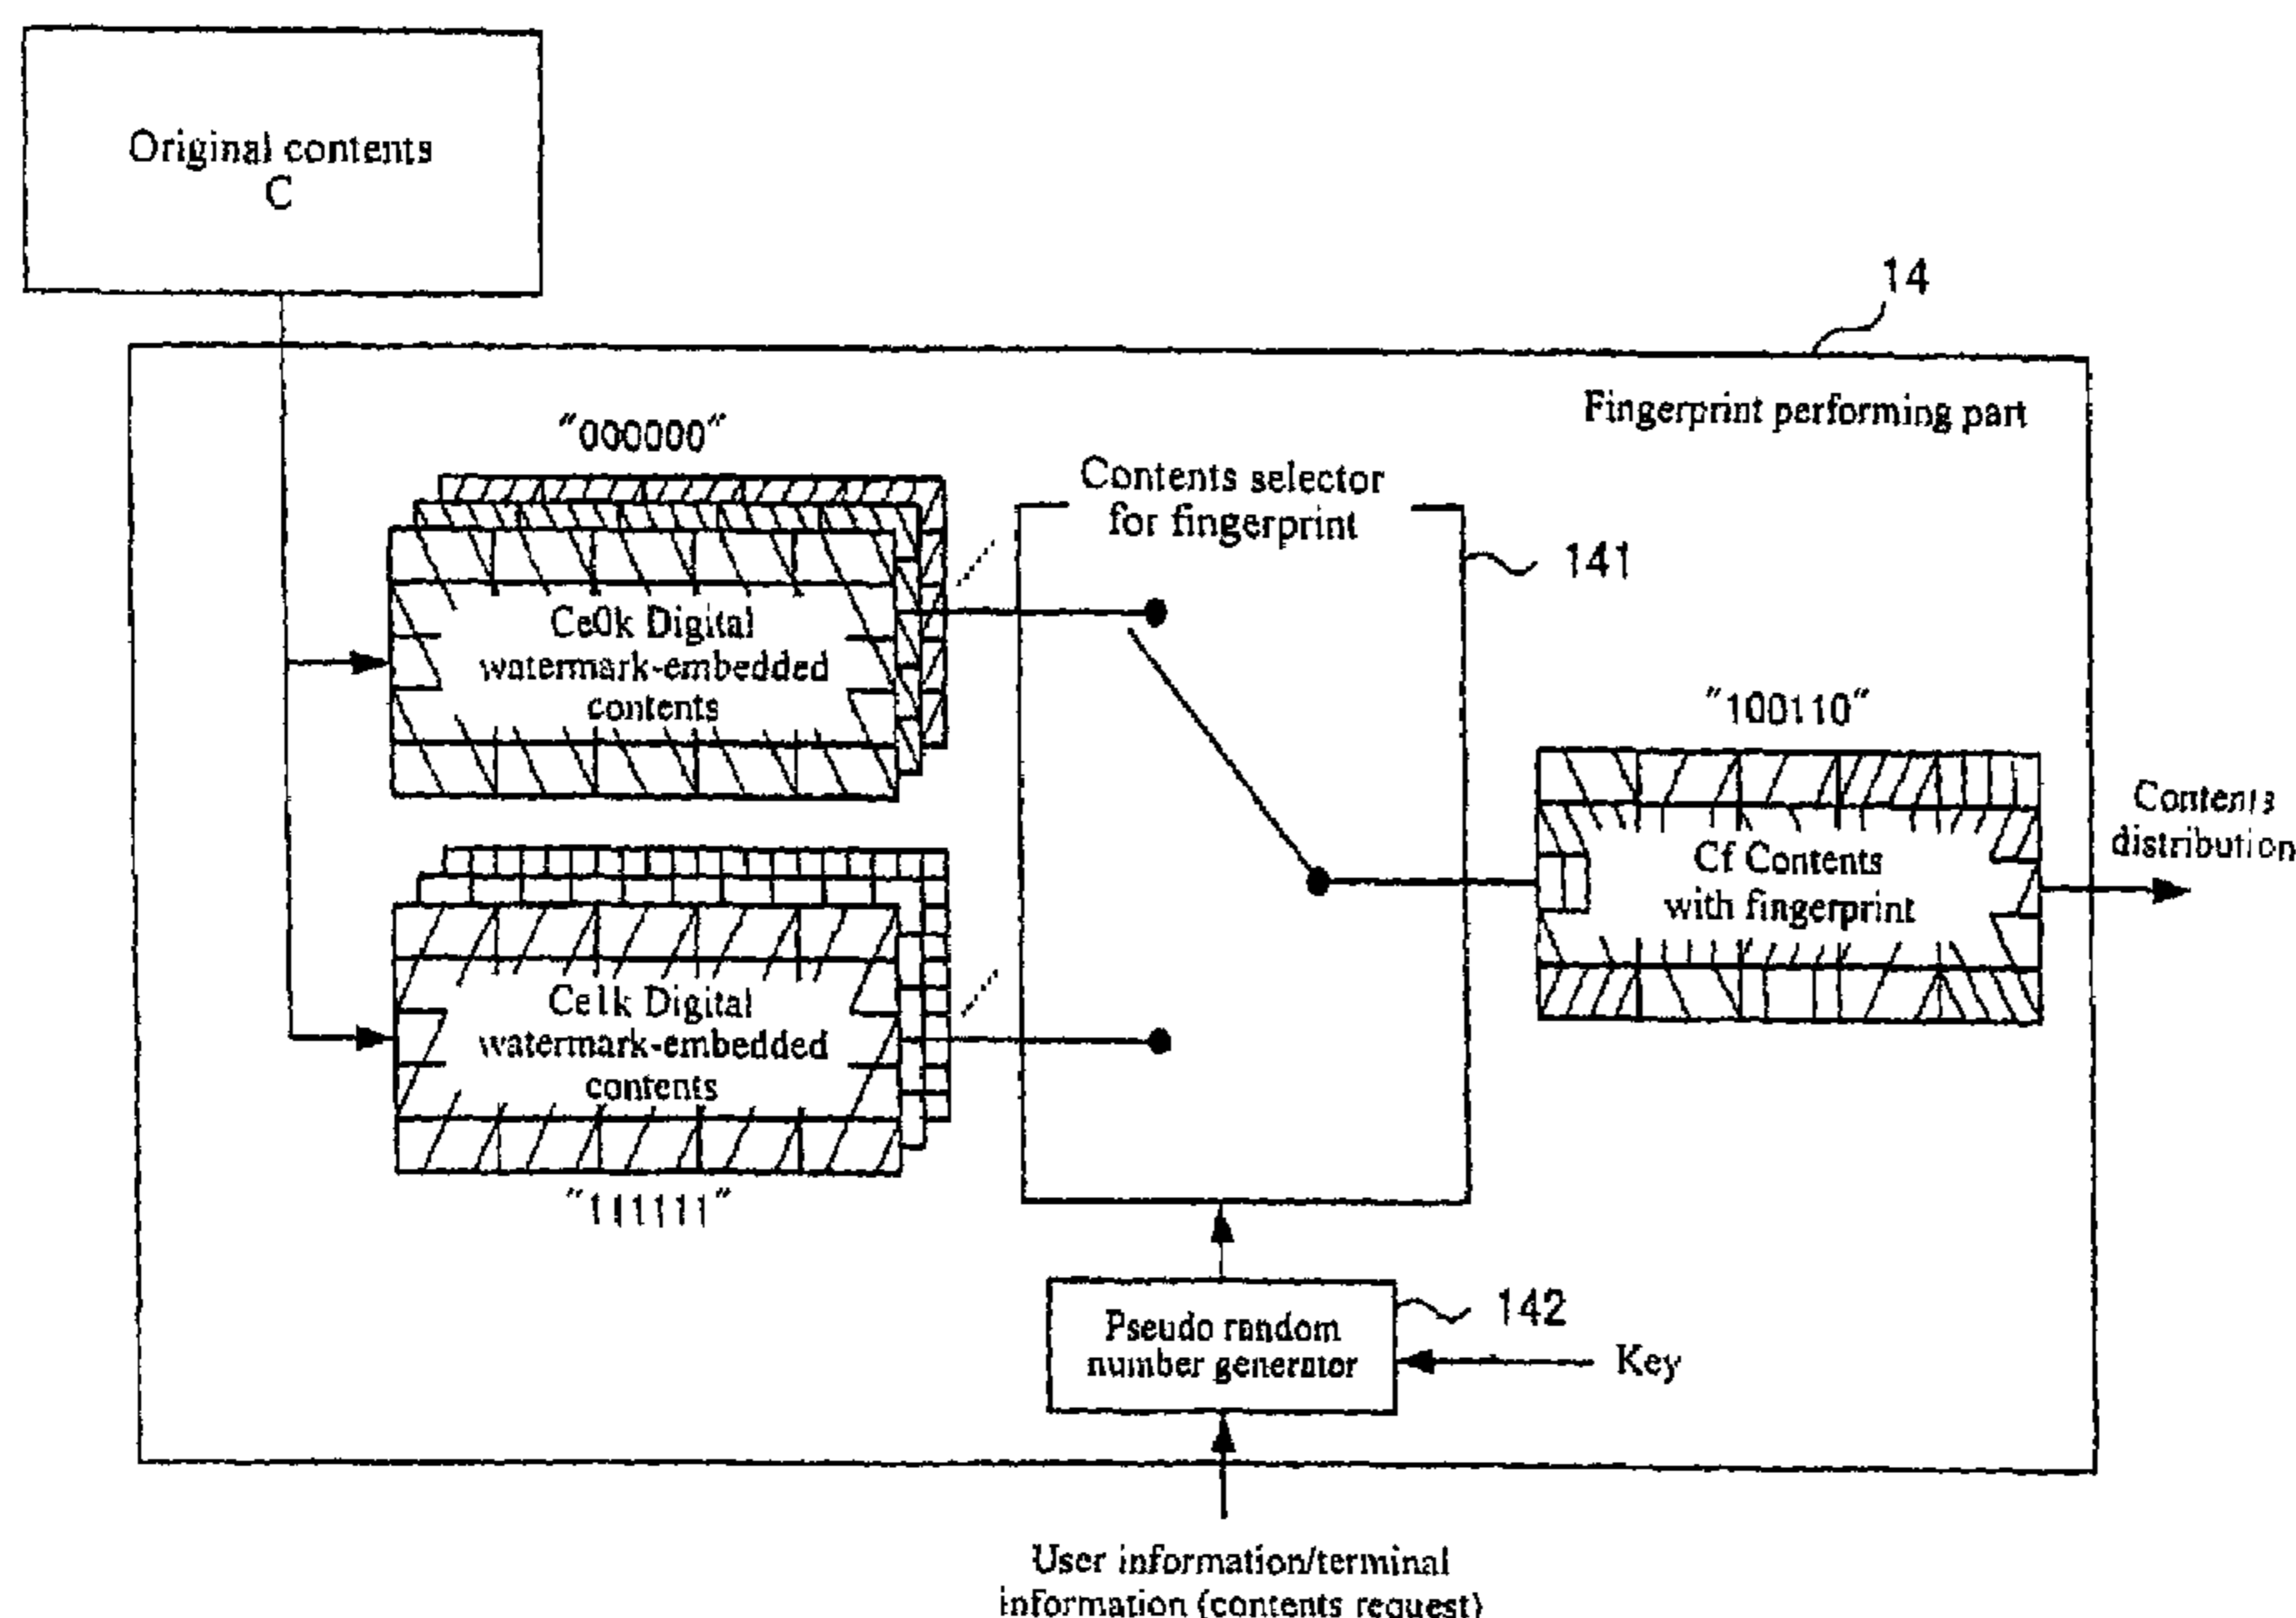 Original contents
C
14
Fingerprint performing part
"000000"
Contents selector
for fingerprint
141
Ce0k Digital
watermark-embedded
contents
"100110"
Cf Contents
with fingerprint
Contents
distribution
Ce1k Digital
watermark-embedded
contents
"111111"
142
Pseudo random
number generator
Key
User information/terminal
information (contents request)